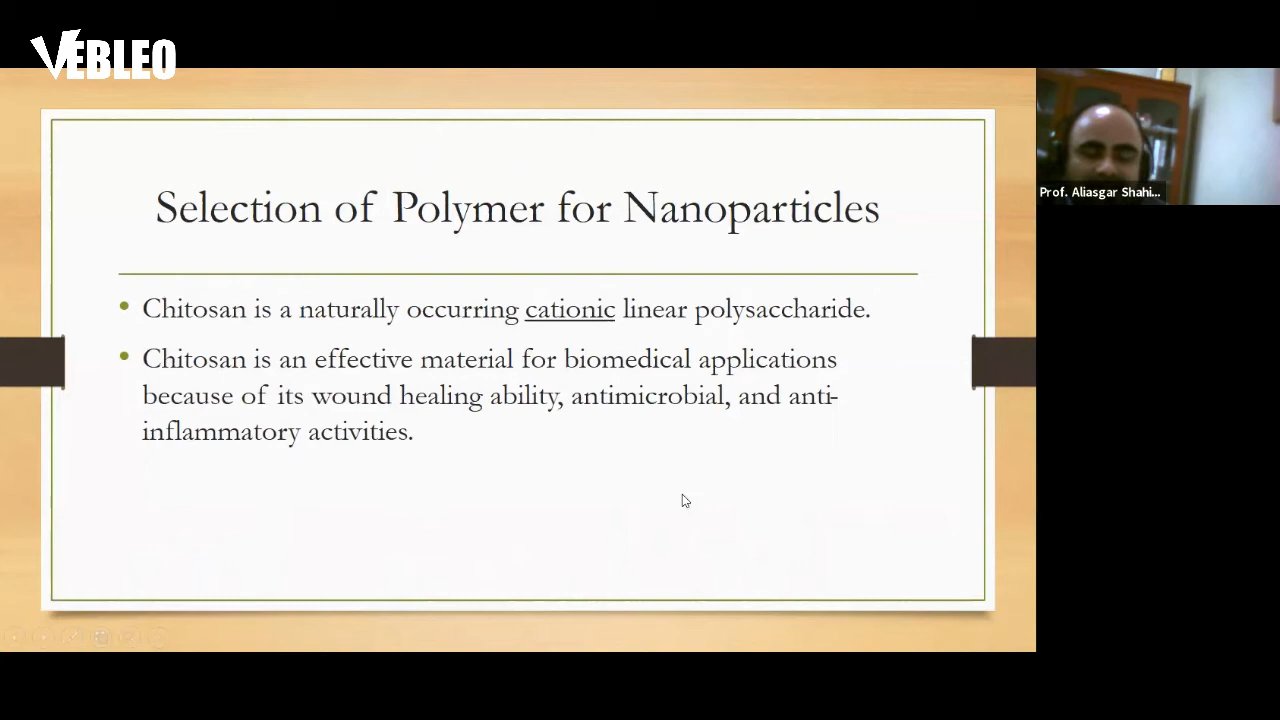 VEBLEO
Selection of Polymer for Nanoparticles
Prof. Aliasgar Shahi...
• Chitosan is a naturally occurring cationic linear polysaccharide.
• Chitosan is an effective material for biomedical applications
because of its wound healing ability, antimicrobial, and anti-
inflammatory activities.